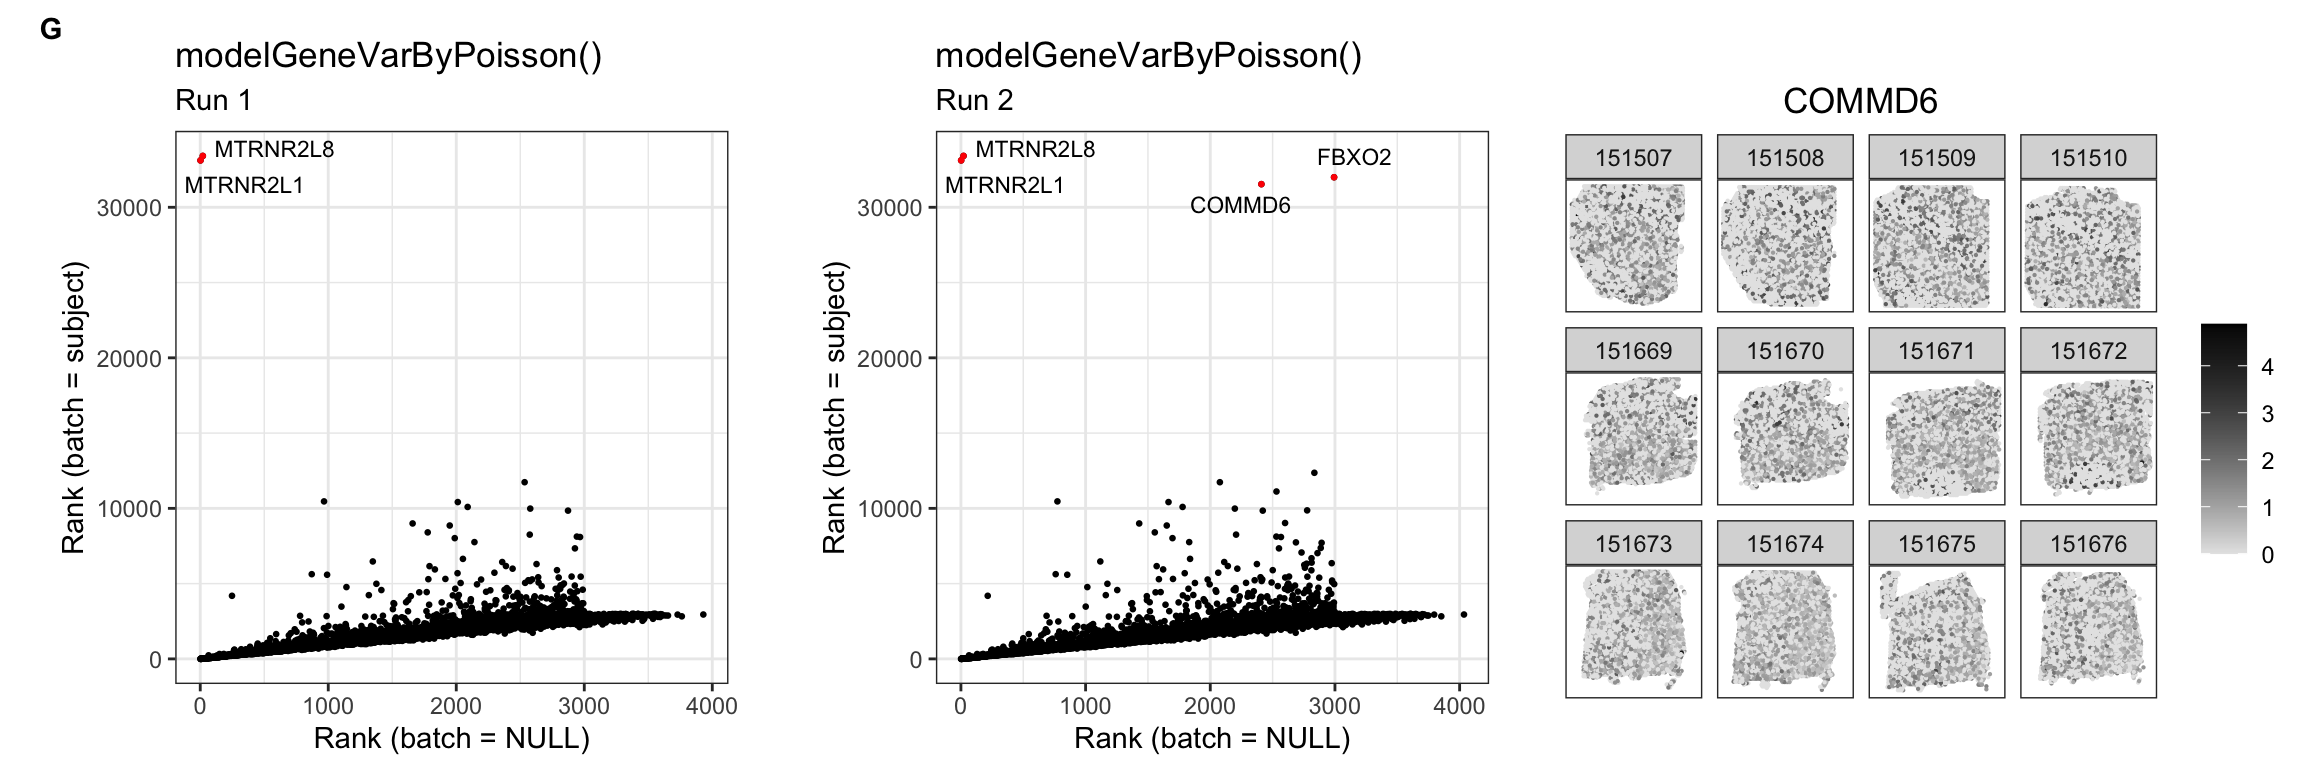 G
modelGeneVarByPoisson()
Run 1
MTRNR2L8
MTRNR2L1
30000
20000
10000
0
Rank (batch = subject)
0 1000 2000 3000 4000
Rank (batch = NULL)
modelGeneVarByPoisson()
Run 2
MTRNR2L8
FBXO2
MTRNR2L1
COMMD6
30000
20000
10000
0
Rank (batch = subject)
0 1000 2000 3000 4000
Rank (batch = NULL)
COMMD6
151507 151508 151509 151510
151669 151670 151671 151672
151673 151674 151675 151676
4
3
2
1
0